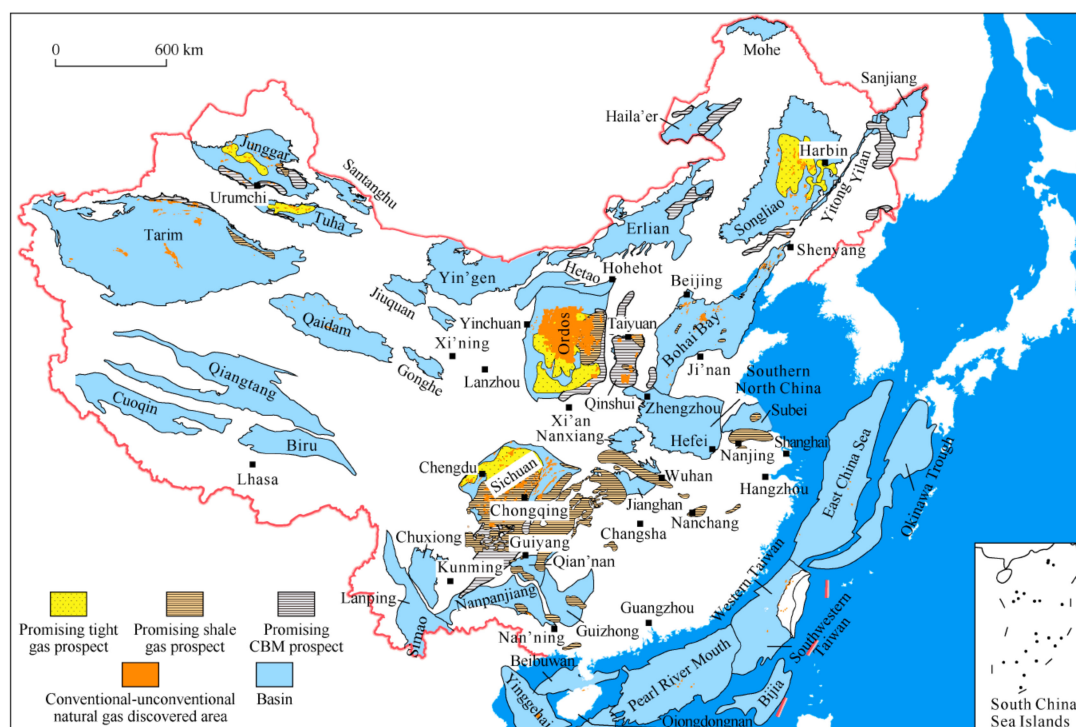 0
600 km
Mohe
Sanjiang
Haila'er
Junggar
Harbin
Santanghu
Urumchi
Tuha
Songliao
Yitong Yilan
Tarim
Erlian
Shenyang
Yin'gen
Hetao
Hohehot
Beijing
Jiuquan
Qaidam
Yinchuan
Ordos
Taiyuan
Bohai Bay
Xi'ning
Gonghe
Lanzhou
Ji'nan
Qiangtang
Southern
North China
Qinshui
Zhengzhou
Subei
Cuoqin
Xi'an
Nanxiang
Biru
Hefei
Nanjing
Shanghai
Lhasa
Chengdu
Sichuan
Wuhan
Hangzhou
East China Sea
Okinawa Trough
Chongqing
Jianghan
Nanchang
Changsha
Chuxiong
Guiyang
Qian'nan
Kunming
Lanping
Nanpanjiang
Western Taiwan
Simao
Guangzhou
Guizhong
Nan'ning
Southwestern
Taiwan
Beibuwan
Pearl River Mouth
Bijia
Yinggehai
Qiongdongnan
Promising tight
gas prospect
Promising shale
gas prospect
Promising
CBM prospect
Conventional-unconventional
natural gas discovered area
Basin
South China
Sea Islands